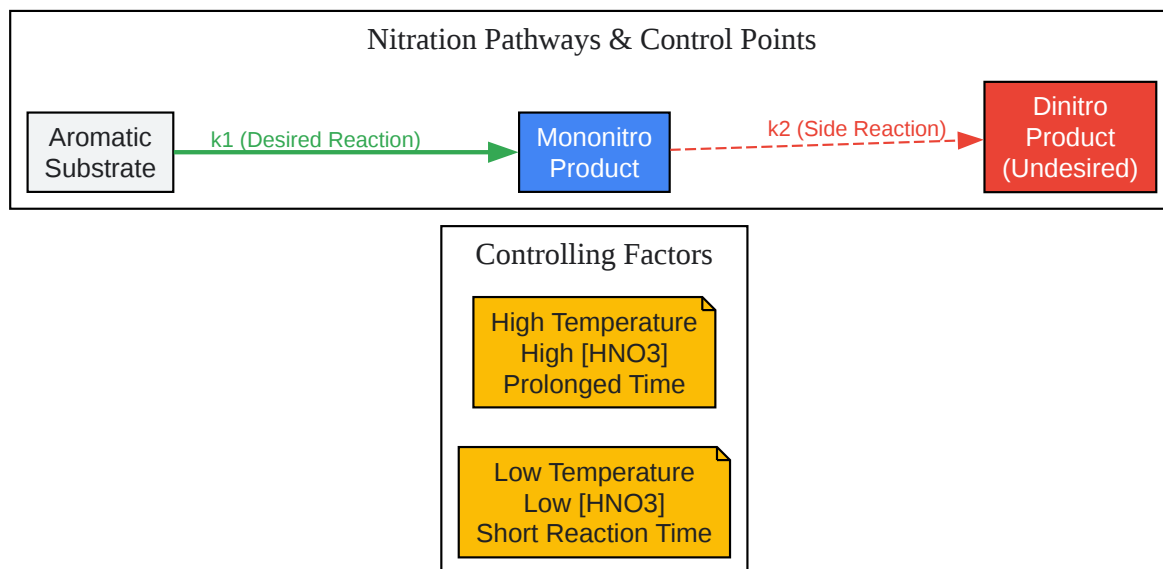 Nitration Pathways & Control Points
Aromatic
Substrate
k1 (Desired Reaction)
Mononitro
Product
k2 (Side Reaction)
Dinitro
Product
(Undesired)
Controlling Factors
High Temperature
High [HNO3]
Prolonged Time
Low Temperature
Low [HNO3]
Short Reaction Time